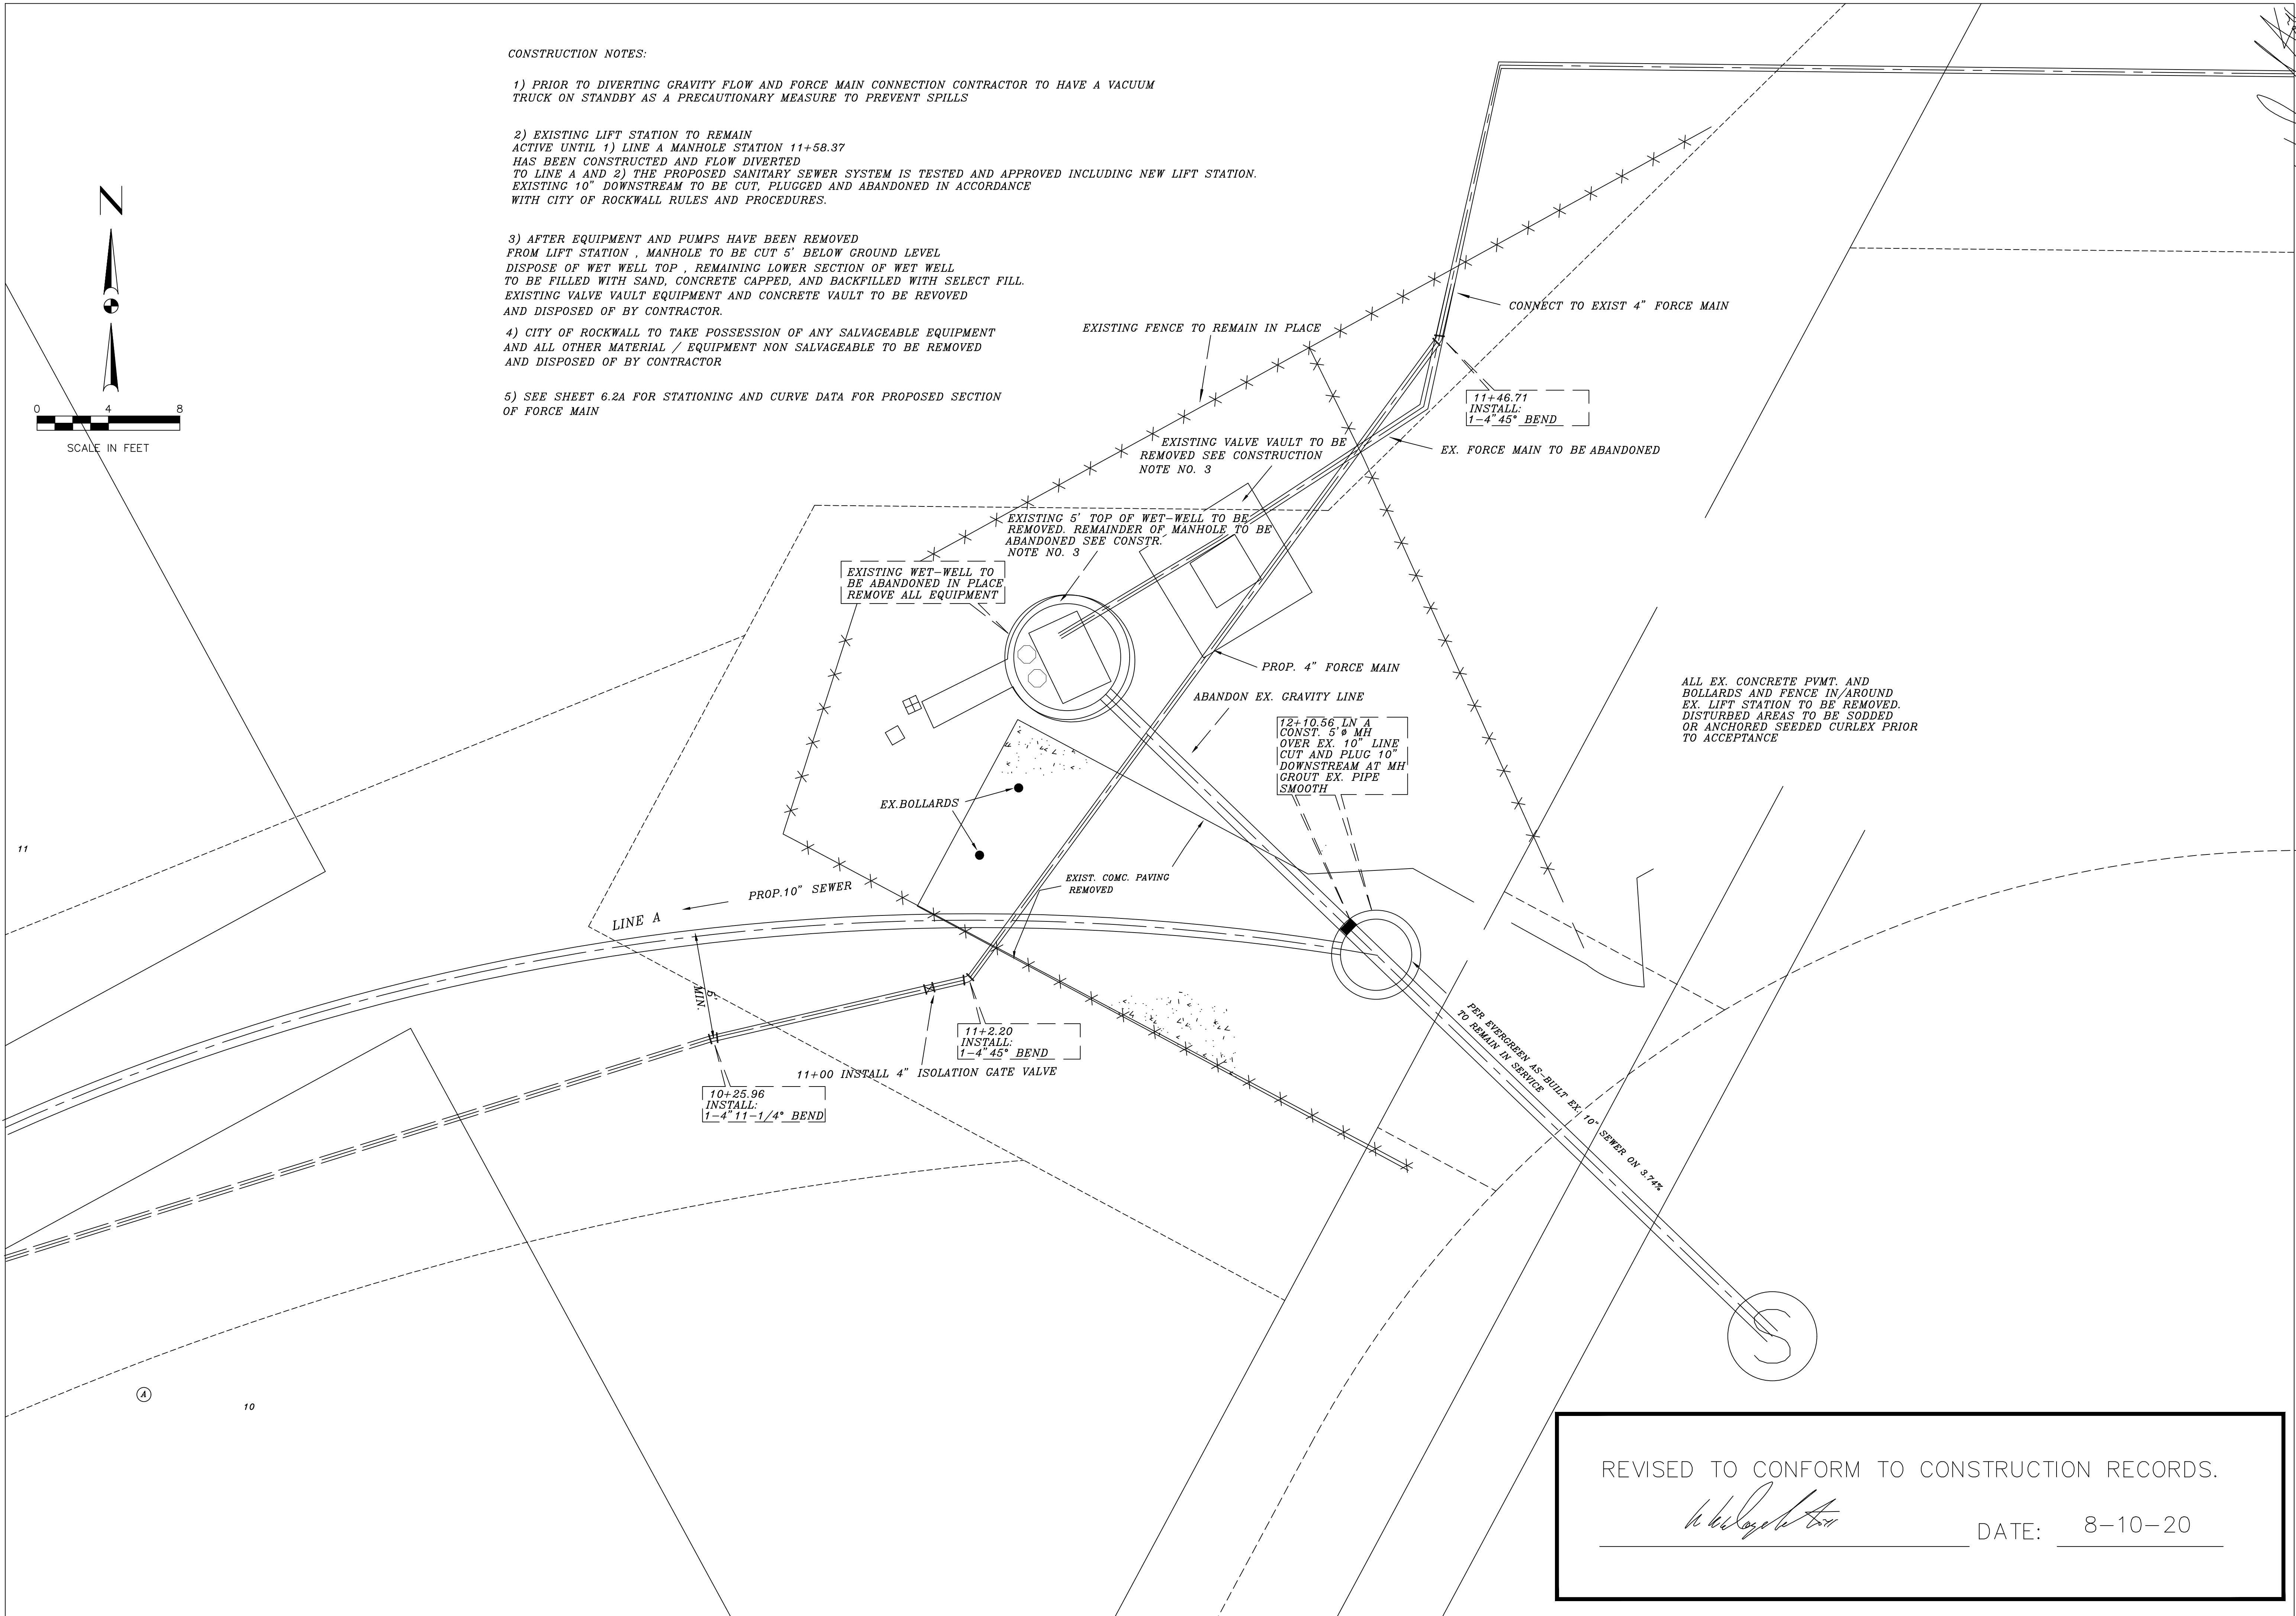 CONSTRUCTION NOTES:
1) PRIOR TO DIVERTING GRAVITY FLOW AND FORCE MAIN CONNECTION CONTRACTOR TO HAVE A VACUUM
TRUCK ON STANDBY AS A PRECAUTIONARY MEASURE TO PREVENT SPILLS
2) EXISTING LIFT STATION TO REMAIN
ACTIVE UNTIL 1) LINE A MANHOLE STATION 11+58.37
HAS BEEN CONSTRUCTED AND FLOW DIVERTED
TO LINE A AND 2) THE PROPOSED SANITARY SEWER SYSTEM IS TESTED AND APPROVED INCLUDING NEW LIFT STATION.
EXISTING 10" DOWNSTREAM TO BE CUT, PLUGGED AND ABANDONED IN ACCORDANCE
WITH CITY OF ROCKWALL RULES AND PROCEDURES.
3) AFTER EQUIPMENT AND PUMPS HAVE BEEN REMOVED
FROM LIFT STATION , MANHOLE TO BE CUT 5' BELOW GROUND LEVEL
DISPOSE OF WET WELL TOP , REMAINING LOWER SECTION OF WET WELL
TO BE FILLED WITH SAND, CONCRETE CAPPED, AND BACKFILLED WITH SELECT FILL.
EXISTING VALVE VAULT EQUIPMENT AND CONCRETE VAULT TO BE REVOVED
AND DISPOSED OF BY CONTRACTOR.
4) CITY OF ROCKWALL TO TAKE POSSESSION OF ANY SALVAGEABLE EQUIPMENT
AND ALL OTHER MATERIAL / EQUIPMENT NON SALVAGEABLE TO BE REMOVED
AND DISPOSED OF BY CONTRACTOR
5) SEE SHEET 6.2A FOR STATIONING AND CURVE DATA FOR PROPOSED SECTION
OF FORCE MAIN
N
0 4 8
SCALE IN FEET
EXISTING FENCE TO REMAIN IN PLACE
CONNECT TO EXIST 4" FORCE MAIN
11+46.71
INSTALL:
1-4" 45° BEND
EX. FORCE MAIN TO BE ABANDONED
EXISTING VALVE VAULT TO BE
REMOVED SEE CONSTRUCTION
NOTE NO. 3
EXISTING 5' TOP OF WET-WELL TO BE
REMOVED. REMAINDER OF MANHOLE TO BE
ABANDONED SEE CONSTR.
NOTE NO. 3
EXISTING WET-WELL TO
BE ABANDONED IN PLACE
REMOVE ALL EQUIPMENT
PROP. 4" FORCE MAIN
ABANDON EX. GRAVITY LINE
12+10.56 LN A
CONST. 5'ø MH
OVER EX. 10" LINE
CUT AND PLUG 10"
DOWNSTREAM AT MH
GROUT EX. PIPE
SMOOTH
ALL EX. CONCRETE PVMT. AND
BOLLARDS AND FENCE IN/AROUND
EX. LIFT STATION TO BE REMOVED.
DISTURBED AREAS TO BE SODDED
OR ANCHORED SEEDED CURLEX PRIOR
TO ACCEPTANCE
EX.BOLLARDS
11
EXIST. COMC. PAVING
REMOVED
PROP.10" SEWER
LINE A
5'
MIN.
11+2.20
INSTALL:
1-4" 45° BEND
11+00 INSTALL 4" ISOLATION GATE VALVE
10+25.96
INSTALL:
1-4" 11-1/4° BEND
PER EVERGREEN AS-BUILT EX. 10" SEWER ON 3.74%
TO REMAIN IN SERVICE
S
A
10
REVISED TO CONFORM TO CONSTRUCTION RECORDS.
DATE: 8-10-20